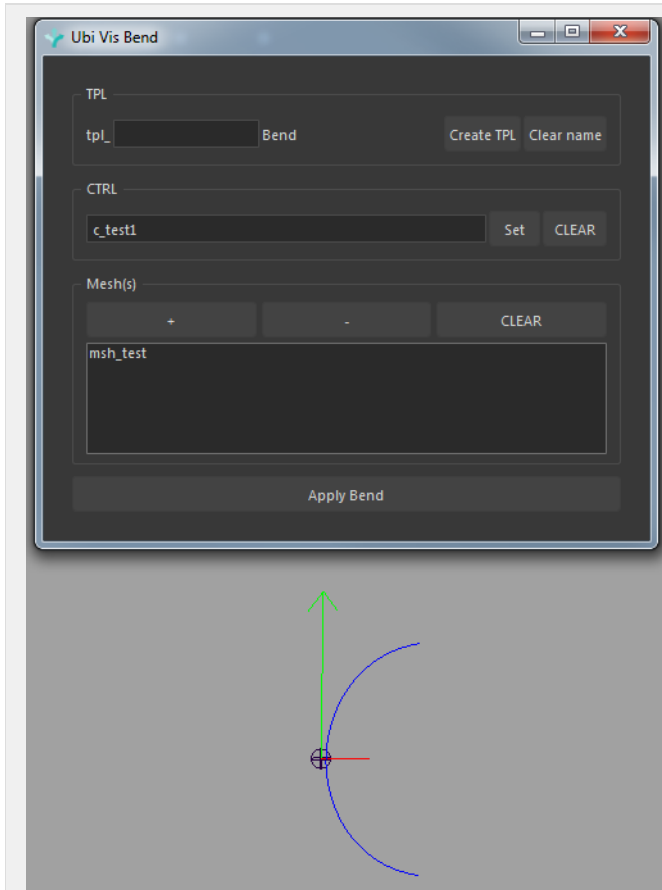 Ubi Vis Bend
TPL
tpl_ Bend Create TPL Clear name
CTRL
c_test1 Set CLEAR
Mesh(s)
+ - CLEAR
msh_test
Apply Bend